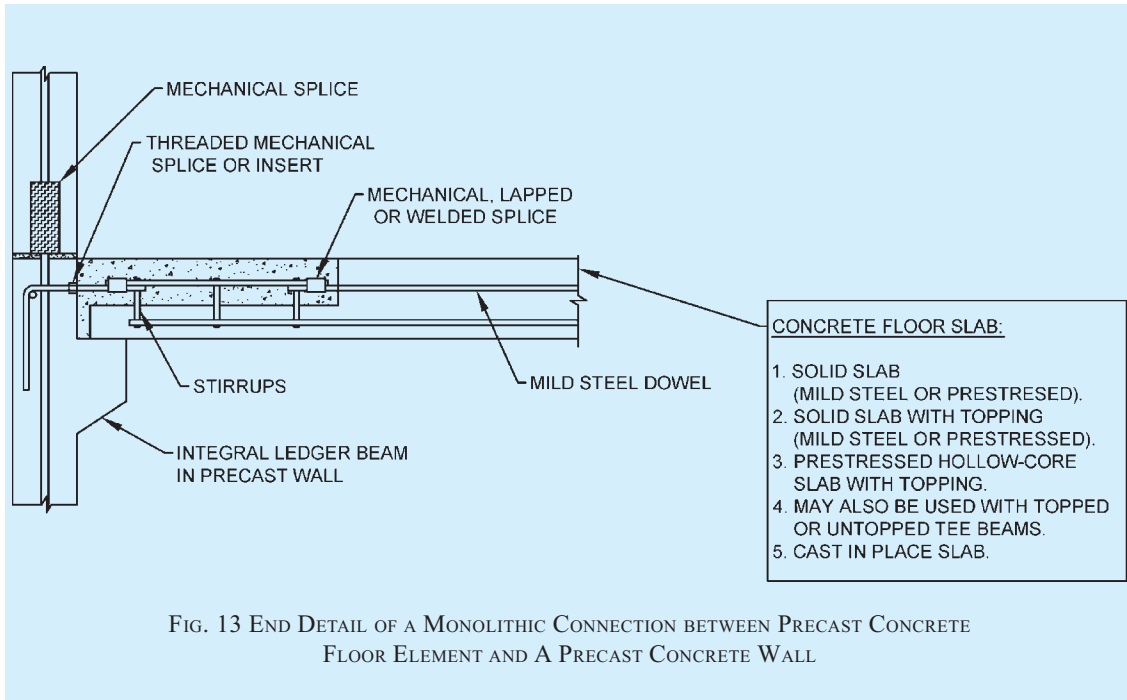 MECHANICAL SPLICE
THREADED MECHANICAL
SPLICE OR INSERT
MECHANICAL, LAPPED
OR WELDED SPLICE
STIRRUPS
MILD STEEL DOWEL
INTEGRAL LEDGER BEAM
IN PRECAST WALL
CONCRETE FLOOR SLAB:
1. SOLID SLAB
(MILD STEEL OR PRESTRESED).
2. SOLID SLAB WITH TOPPING
(MILD STEEL OR PRESTRESSED).
3. PRESTRESSED HOLLOW-CORE
SLAB WITH TOPPING.
4. MAY ALSO BE USED WITH TOPPED
OR UNTOPPED TEE BEAMS.
5. CAST IN PLACE SLAB.
FIG. 13 END DETAIL OF A MONOLITHIC CONNECTION BETWEEN PRECAST CONCRETE
FLOOR ELEMENT AND A PRECAST CONCRETE WALL